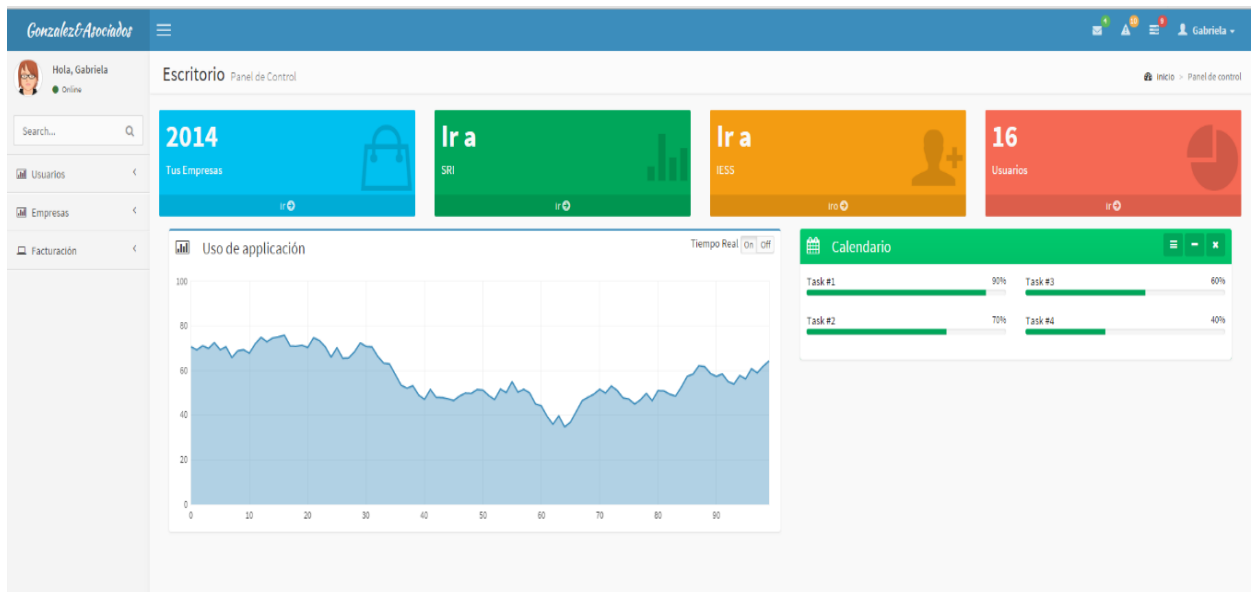 Gonzalez&Asociados
4
10
9
Gabriela
Hola, Gabriela
Online
Search...
Usuarios
Empresas
Facturación
Escritorio Panel de Control
Inicio > Panel de control
2014
Tus Empresas
ir
Ir a
SRI
ir
Ir a
IESS
iro
16
Usuarios
ir
Uso de applicación
Tiempo Real On Off
100
80
60
40
20
0
0 10 20 30 40 50 60 70 80 90
Calendario
Task #1 90%
Task #3 60%
Task #2 70%
Task #4 40%